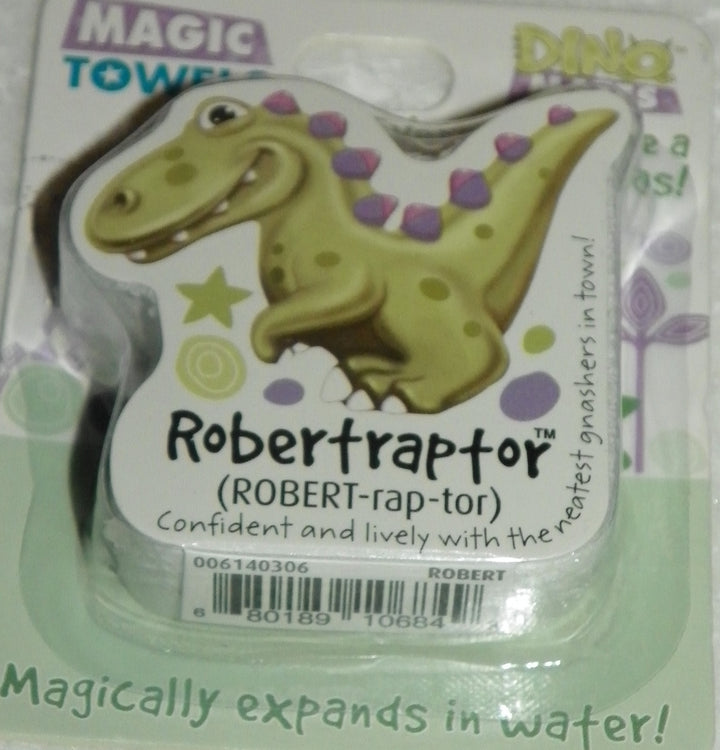 MAGIC
DINO
e a
as!
Robertraptor™
(ROBERT-rap-tor)
Confident and lively with the neatest gnashers in town!
006140306 ROBERT
6 80189 10684
Magically expands in water!